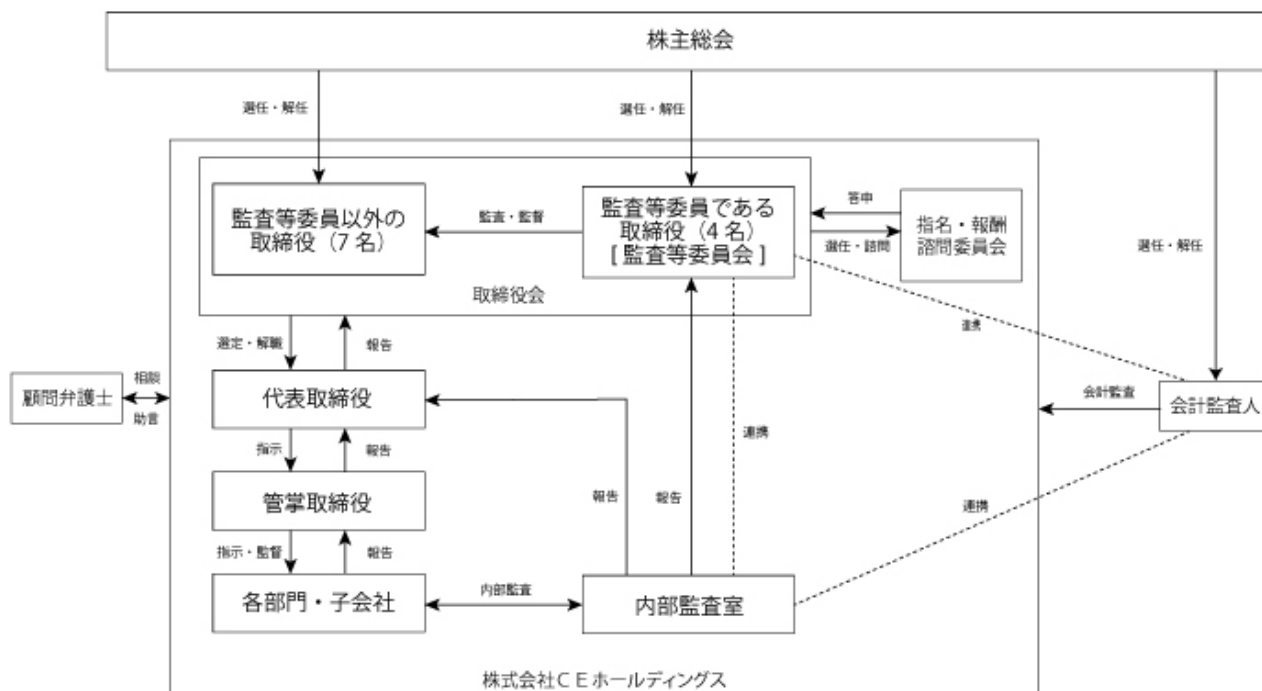 株主総会
選任・解任
選任・解任
選任・解任
監査等委員以外の
取締役（7 名）
監査・監督
監査等委員である
取締役（4 名）
[ 監査等委員会 ]
答申
選任・諮問
指名・報酬
諮問委員会
取締役会
選定・解職
報告
連携
顧問弁護士
相談
助言
代表取締役
会計監査
会計監査人
指示
報告
連携
管掌取締役
報告
報告
連携
指示・監督
報告
各部門・子会社
内部監査
内部監査室
株式会社ＣＥホールディングス